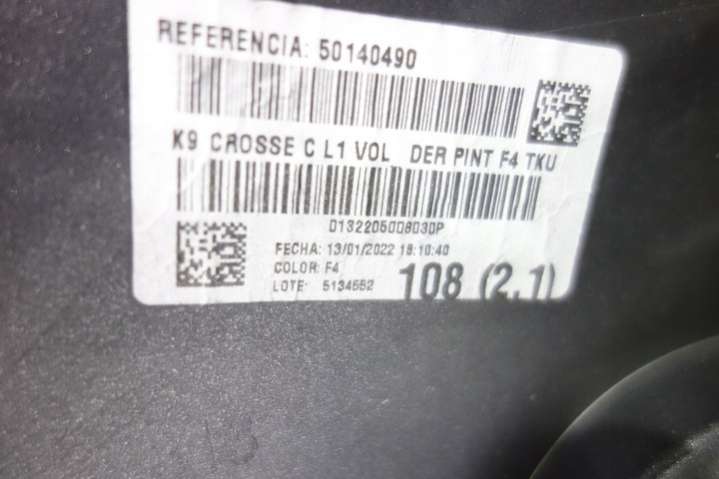 REFERENCIA: 50140490
K9 CROSSE C L1 VOL DER PINT F4 TKU
D132205008030P
FECHA: 13/01/2022 18:10:40
COLOR: F4
LOTE: 5134552
108 (2,1)